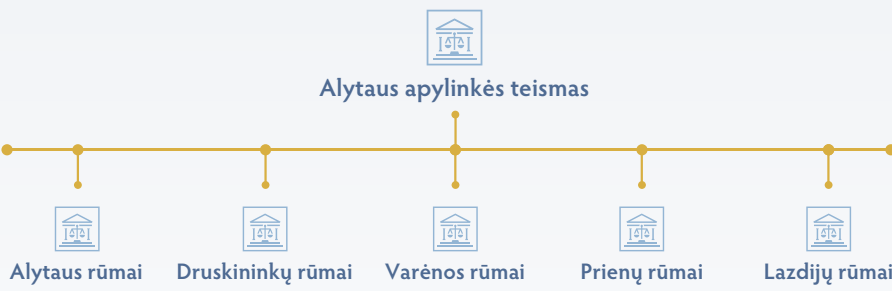 Alytaus apylinkės teismas
Alytaus rūmai
Druskininkų rūmai
Varėnos rūmai
Prienų rūmai
Lazdijų rūmai